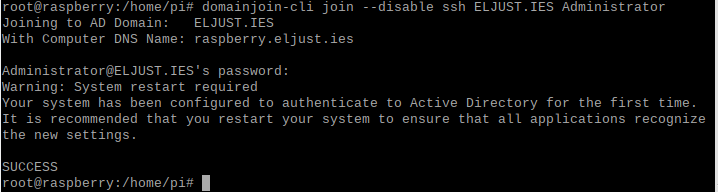 root@raspberry:/home/pi# domainjoin-cli join --disable ssh ELJUST.IES Administrator
Joining to AD Domain:   ELJUST.IES
With Computer DNS Name: raspberry.eljust.ies

Administrator@ELJUST.IES's password:
Warning: System restart required
Your system has been configured to authenticate to Active Directory for the first time.
It is recommended that you restart your system to ensure that all applications recognize
the new settings.

SUCCESS
root@raspberry:/home/pi#